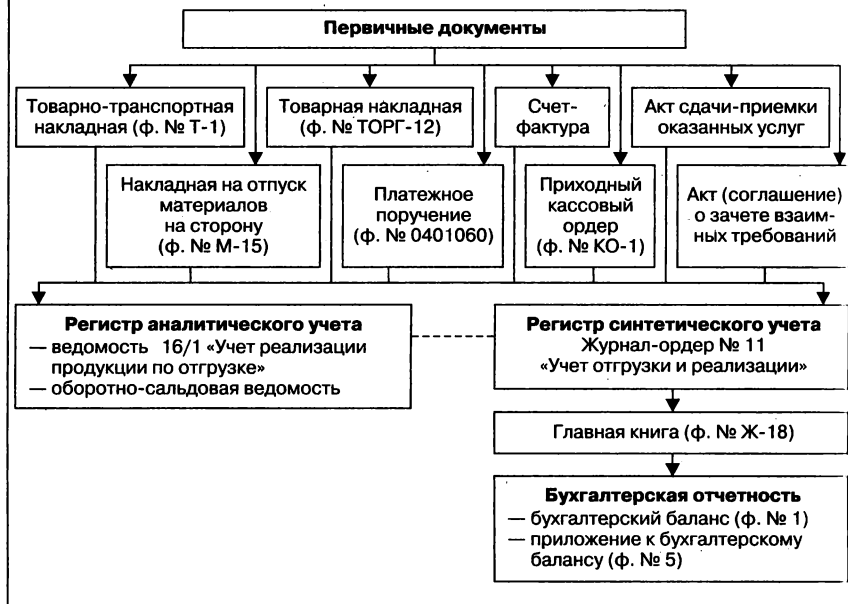 Первичные документы
Товарно-транспортная
накладная (ф. № Т-1)
Товарная накладная
(ф. № ТОРГ-12)
Счет-
фактура
Акт сдачи-приемки
оказанных услуг
Накладная на отпуск
материалов
на сторону
(ф. № М-15)
Платежное
поручение
(ф. № 0401060)
Приходный
кассовый
ордер
(ф. № КО-1)
Акт (соглашение)
о зачете взаим-
ных требований
Регистр аналитического учета
— ведомость 16/1 «Учет реализации
продукции по отгрузке»
— оборотно-сальдовая ведомость
Регистр синтетического учета
Журнал-ордер № 11
«Учет отгрузки и реализации»
Главная книга (ф. № Ж-18)
Бухгалтерская отчетность
— бухгалтерский баланс (ф. № 1)
— приложение к бухгалтерскому
балансу (ф. № 5)